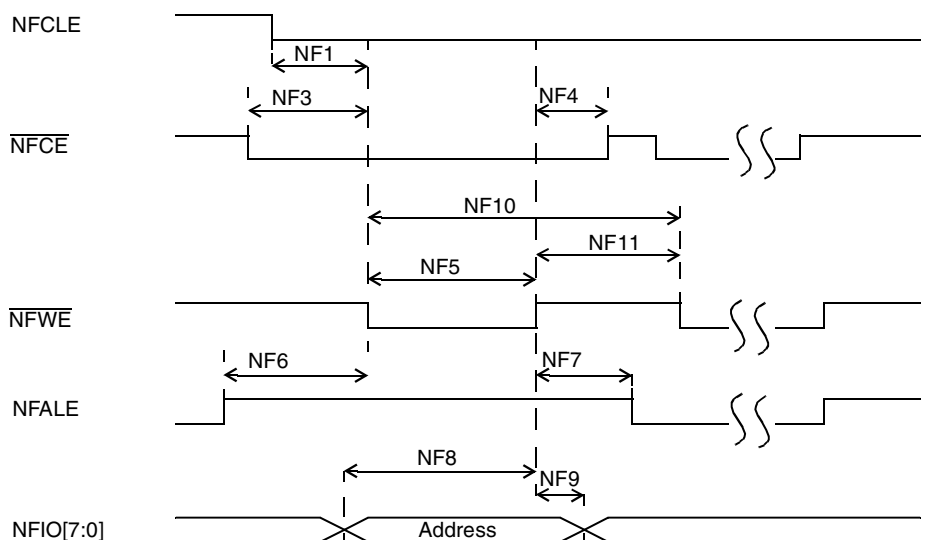 NFCLE
NF1
NF3
NF4
NFCE
NF10
NF11
NF5
NFWE
NF6
NF7
NFALE
NF8
NF9
NFIO[7:0]
Address